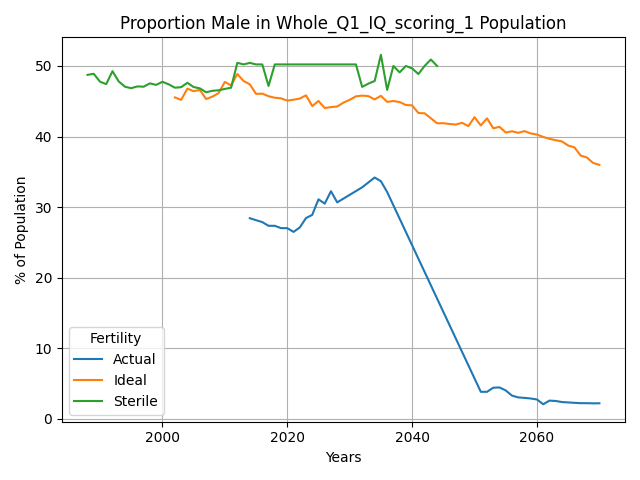 Proportion Male in Whole_Q1_IQ_scoring_1 Population
% of Population
50
40
30
20
10
0
Fertility
Actual
Ideal
Sterile
2000
2020
2040
2060
Years